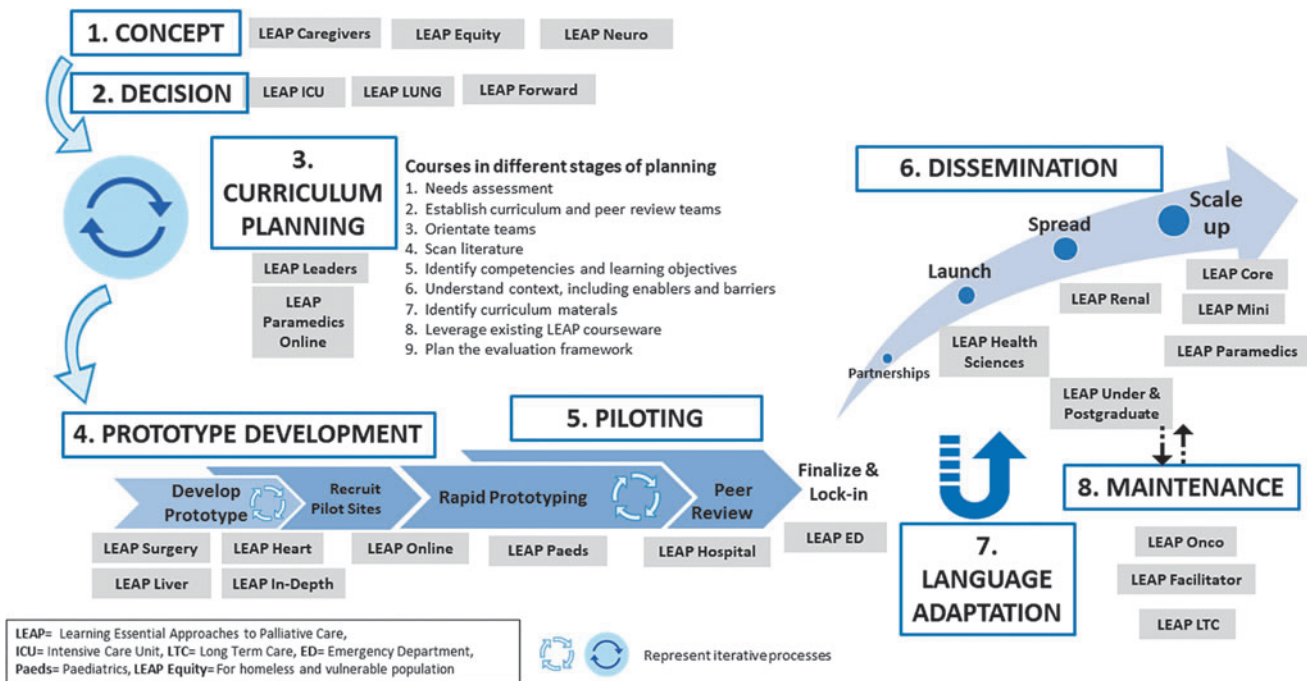 1. CONCEPT
LEAP Caregivers
LEAP Equity
LEAP Neuro
2. DECISION
LEAP ICU
LEAP LUNG
LEAP Forward
3.
CURRICULUM
PLANNING
LEAP Leaders
LEAP
Paramedics
Online
Courses in different stages of planning
1. Needs assessment
2. Establish curriculum and peer review teams
3. Orientate teams
4. Scan literature
5. Identify competencies and learning objectives
6. Understand context, including enablers and barriers
7. Identify curriculum materals
8. Leverage existing LEAP courseware
9. Plan the evaluation framework
4. PROTOTYPE DEVELOPMENT
5. PILOTING
Develop
Prototype
Recruit
Pilot Sites
Rapid Prototyping
Peer
Review
Finalize &
Lock-in
LEAP Surgery
LEAP Heart
LEAP Online
LEAP Paeds
LEAP Hospital
LEAP ED
LEAP Liver
LEAP In-Depth
6. DISSEMINATION
Partnerships
Launch
Spread
Scale
up
LEAP Health
Sciences
LEAP Renal
LEAP Core
LEAP Mini
LEAP Paramedics
LEAP Under &
Postgraduate
7.
LANGUAGE
ADAPTATION
8. MAINTENANCE
LEAP Onco
LEAP Facilitator
LEAP LTC
LEAP= Learning Essential Approaches to Palliative Care,
ICU= Intensive Care Unit, LTC= Long Term Care, ED= Emergency Department,
Paeds= Paediatrics, LEAP Equity= For homeless and vulnerable population
Represent iterative processes